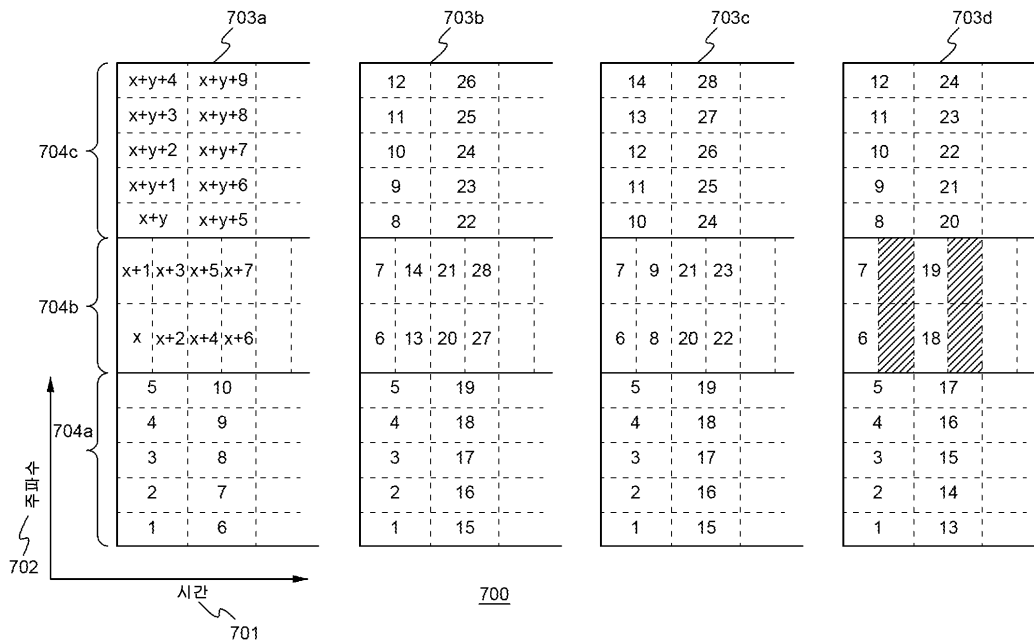 703a 703b 703c 703d
x+y+4 x+y+9 12 26 14 28 12 24
x+y+3 x+y+8 11 25 13 27 11 23
704c x+y+2 x+y+7 10 24 12 26 10 22
x+y+1 x+y+6 9 23 11 25 9 21
x+y x+y+5 8 22 10 24 8 20
x+1 x+3 x+5 x+7 7 14 21 28 7 9 21 23 7 19
704b
x x+2 x+4 x+6 6 13 20 27 6 8 20 22 6 18
5 10 5 19 5 19 5 17
704a 4 9 4 18 4 18 4 16
3 8 3 17 3 17 3 15
2 7 2 16 2 16 2 14
1 6 1 15 1 15 1 13
주파수
702
시간
701
700